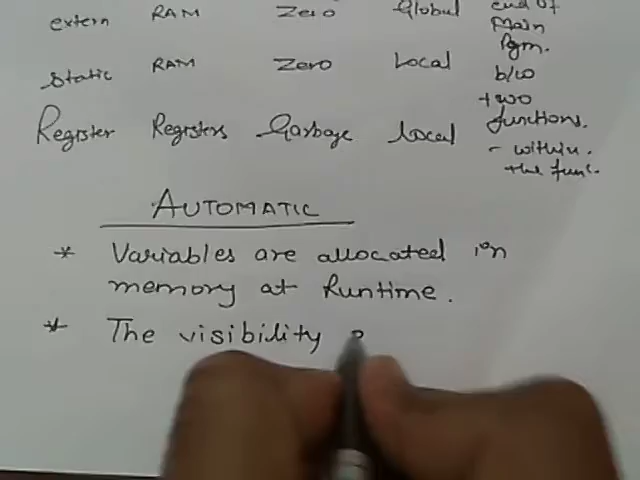 extern RAM Zero Global end of
Main
Pgm.
Static RAM Zero Local b/w
two
functions.
Register Registers Garbage Local - within.
the func.
AUTOMATIC
* Variables are allocated in
memory at Runtime.
* The visibility